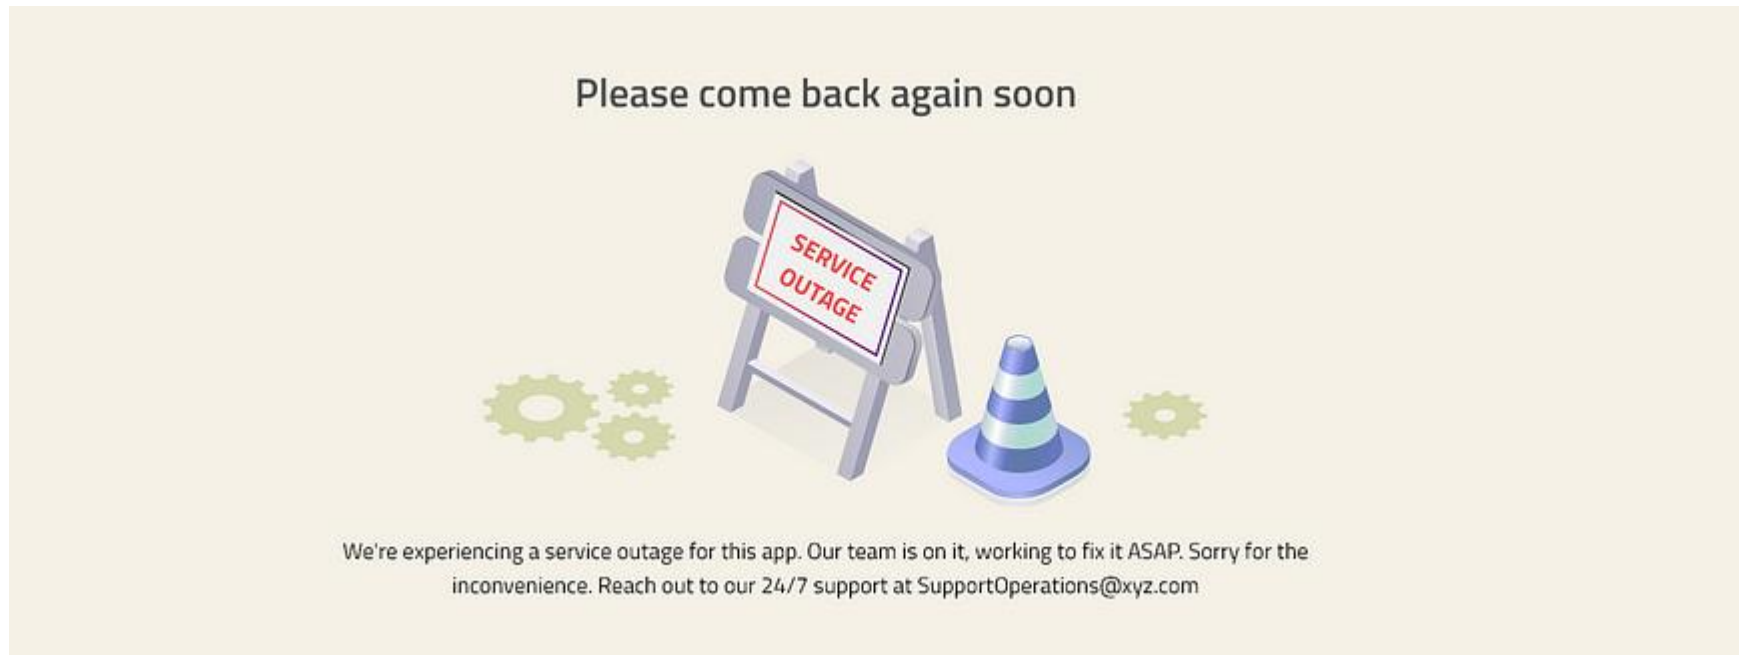 Please come back again soon
SERVICE
OUTAGE
We're experiencing a service outage for this app. Our team is on it, working to fix it ASAP. Sorry for the
inconvenience. Reach out to our 24/7 support at SupportOperations@xyz.com